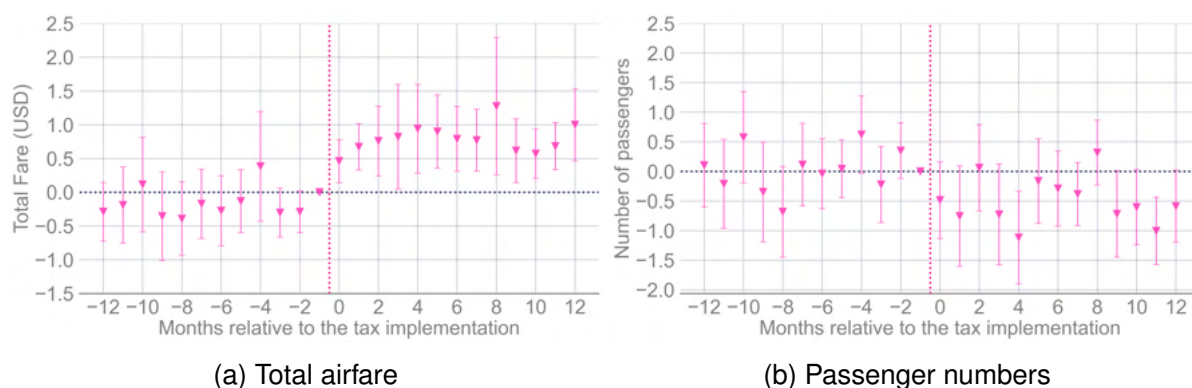 2.5
2.0
1.5
1.0
0.5
0.0
−0.5
−1.0
−1.5
Total Fare (USD)
−12 −10 −8 −6 −4 −2 0 2 4 6 8 10 12
Months relative to the tax implementation
(a) Total airfare
2.5
2.0
1.5
1.0
0.5
0.0
−0.5
−1.0
−1.5
−2.0
Number of passengers
−12 −10 −8 −6 −4 −2 0 2 4 6 8 10 12
Months relative to the tax implementation
(b) Passenger numbers